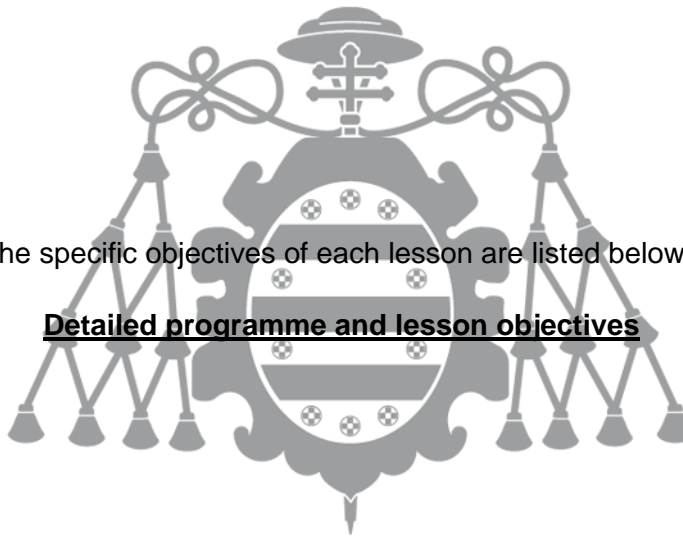 he specific objectives of each lesson are listed below
Detailed programme and lesson objectives